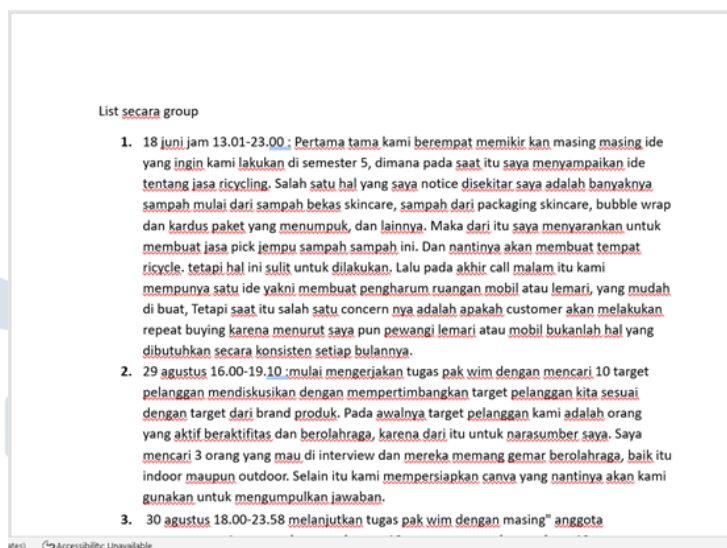 List secara group
1. 18 juni jam 13.01-23.00 : Pertama tama kami berempat memikir kan masing masing ide
yang ingin kami lakukan di semester 5, dimana pada saat itu saya menyampaikan ide
tentang jasa ricycling. Salah satu hal yang saya notice disekitar saya adalah banyaknya
sampah mulai dari sampah bekas skincare, sampah dari packaging skincare, bubble wrap
dan kardus paket yang menumpuk, dan lainnya. Maka dari itu saya menyarankan untuk
membuat jasa pick jempu sampah sampah ini. Dan nantinya akan membuat tempat
ricycle. tetapi hal ini sulit untuk dilakukan. Lalu pada akhir call malam itu kami
mempunya satu ide yakni membuat pengharum ruangan mobil atau lemari, yang mudah
di buat, Tetapi saat itu salah satu concern nya adalah apakah customer akan melakukan
repeat buying karena menurut saya pun pewangi lemari atau mobil bukanlah hal yang
dibutuhkan secara konsisten setiap bulannya.
2. 29 agustus 16.00-19.10 :mulai mengerjakan tugas pak wim dengan mencari 10 target
pelanggan mendiskusikan dengan mempertimbangkan target pelanggan kita sesuai
dengan target dari brand produk. Pada awalnya target pelanggan kami adalah orang
yang aktif beraktifitas dan berolahraga, karena dari itu untuk narasumber saya. Saya
mencari 3 orang yang mau di interview dan mereka memang gemar berolahraga, baik itu
indoor maupun outdoor. Selain itu kami mempersiapkan canva yang nantinya akan kami
gunakan untuk mengumpulkan jawaban.
3. 30 agustus 18.00-23.58 melanjutkan tugas pak wim dengan masing" anggota
ates) Accessibility: Unavailable